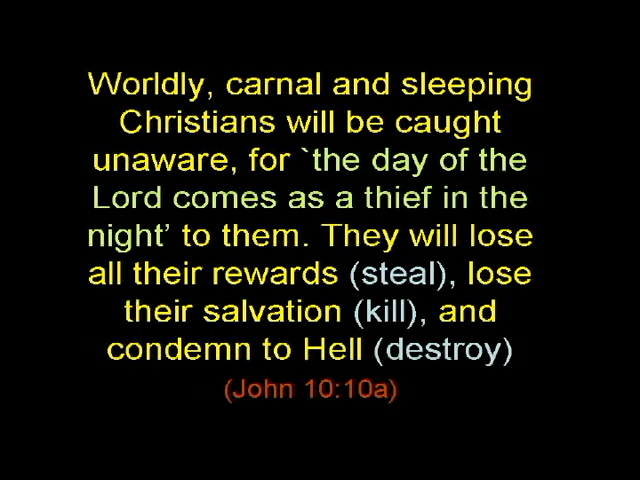 Worldly, carnal and sleeping
Christians will be caught
unaware, for `the day of the
Lord comes as a thief in the
night’ to them. They will lose
all their rewards (steal), lose
their salvation (kill), and
condemn to Hell (destroy)
(John 10:10a)